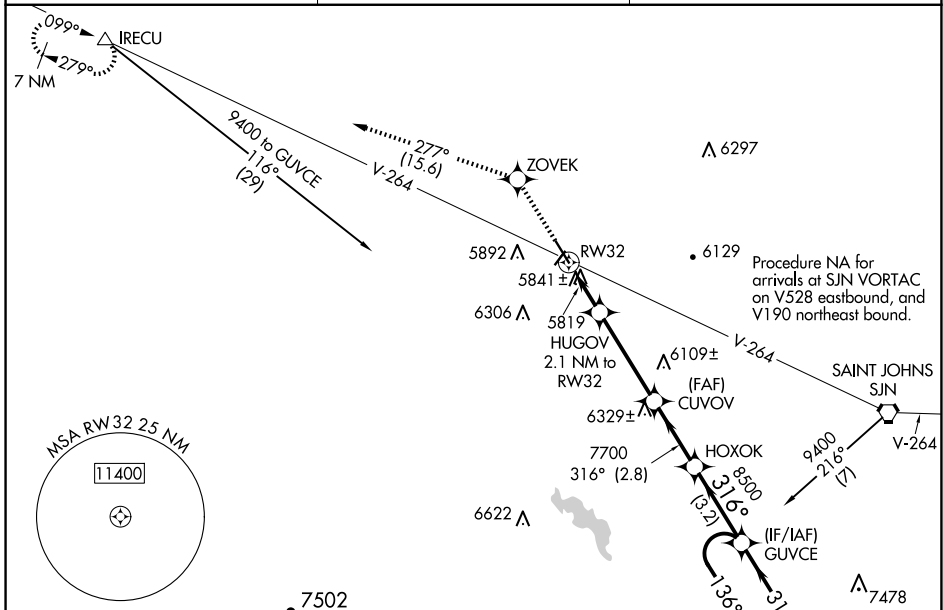 099°
IRECU
279°
7 NM
9400 to GUVCE
116°
(29)
V-264
277°
(15.6)
ZOVEK
6297
5892
RW32
6129
5841±
Procedure NA for
arrivals at SJN VORTAC
on V528 eastbound, and
V190 northeast bound.
6306
5819
HUGOV
2.1 NM to
RW32
V-264
6109±
SAINT JOHNS
SJN
(FAF)
CUVOV
6329±
V-264
MSA RW32 25 NM
11400
7700
316° (2.8)
HOXOK
8500
316°
(3.2)
9400
216°
(7)
6622
(IF/IAF)
GUVCE
136°
31
7478
7502